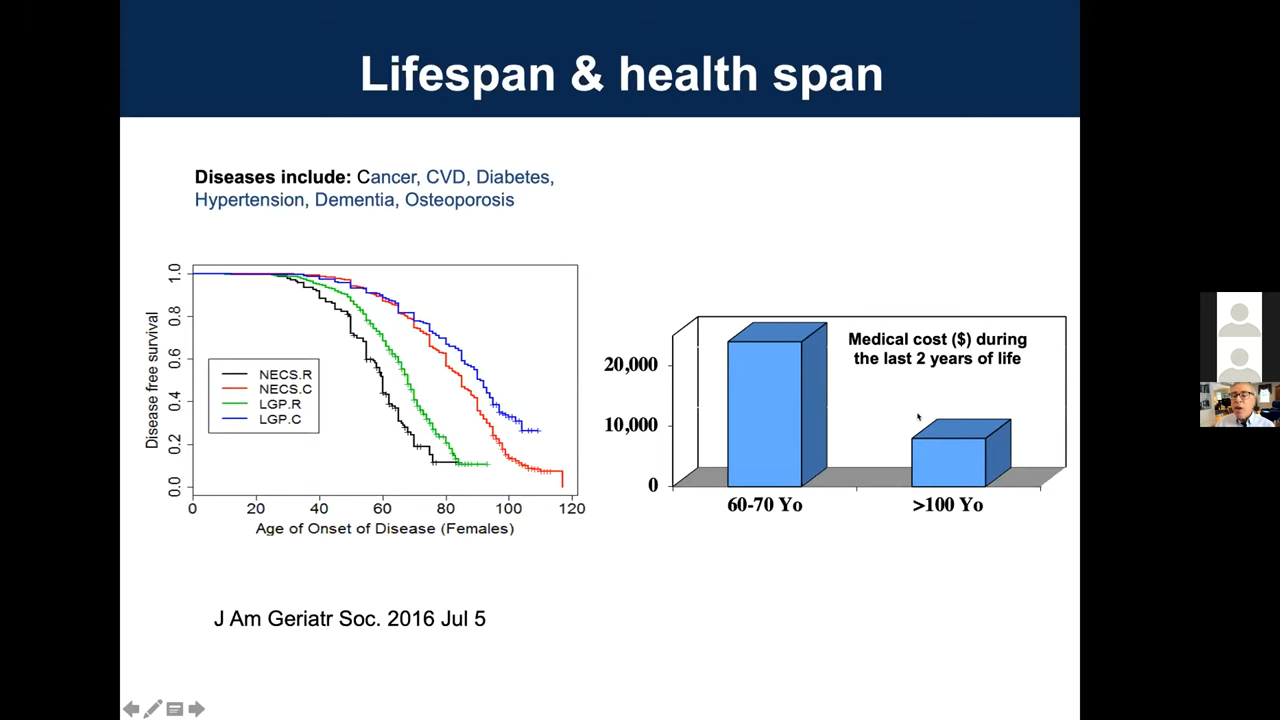 Lifespan & health span
Diseases include: Cancer, CVD, Diabetes,
Hypertension, Dementia, Osteoporosis
Disease free survival
1.0
0.8
0.6
0.4
0.2
0.0
NECS.R
NECS.C
LGP.R
LGP.C
0 20 40 60 80 100 120
Age of Onset of Disease (Females)
Medical cost ($) during
the last 2 years of life
20,000
10,000
0
60-70 Yo >100 Yo
J Am Geriatr Soc. 2016 Jul 5